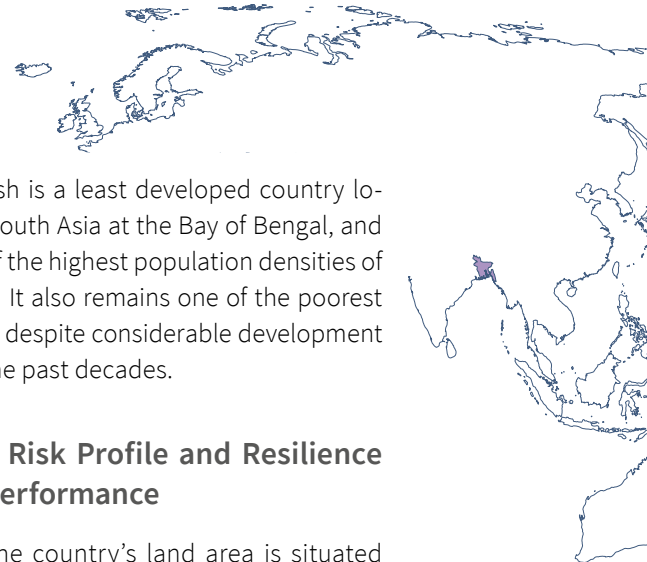 sh is a least developed country lo-
outh Asia at the Bay of Bengal, and
f the highest population densities of
It also remains one of the poorest
despite considerable development
ne past decades.
Risk Profile and Resilience
erformance
ne country’s land area is situated